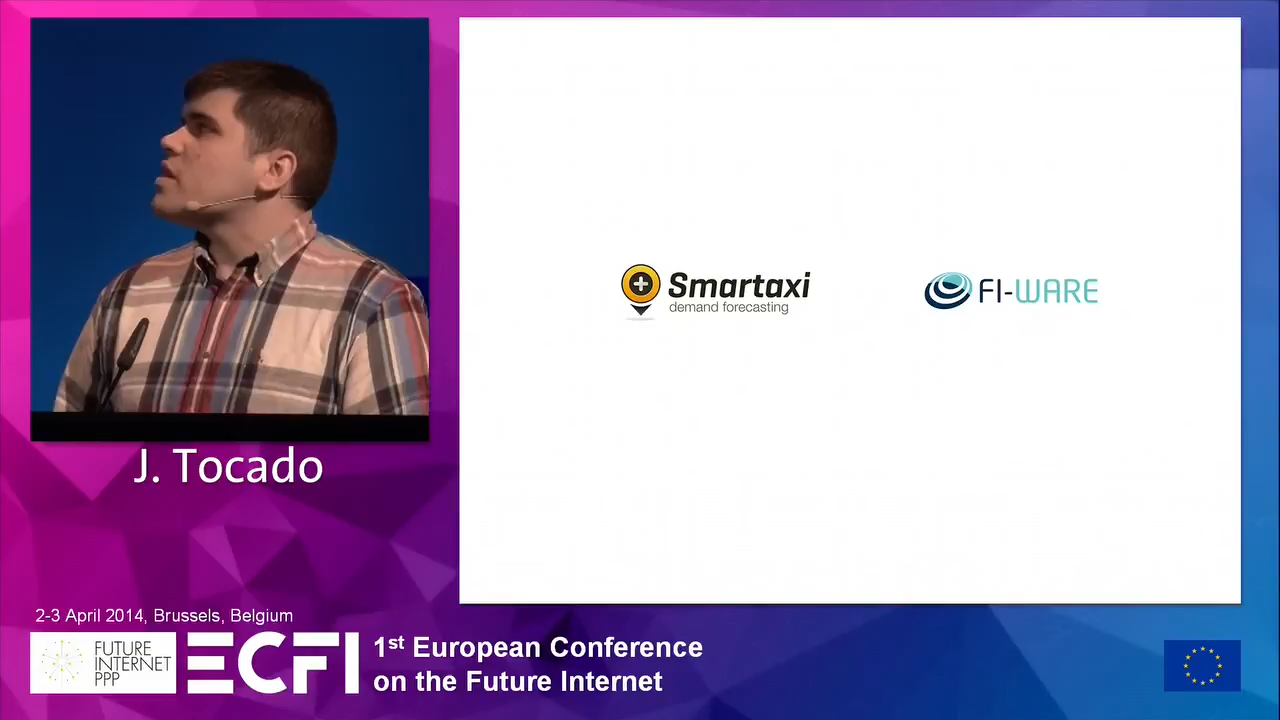 Smartaxi
demand forecasting
FI-WARE
J. Tocado
2-3 April 2014, Brussels, Belgium
FUTURE
INTERNET
PPP
ECFI
1st European Conference
on the Future Internet